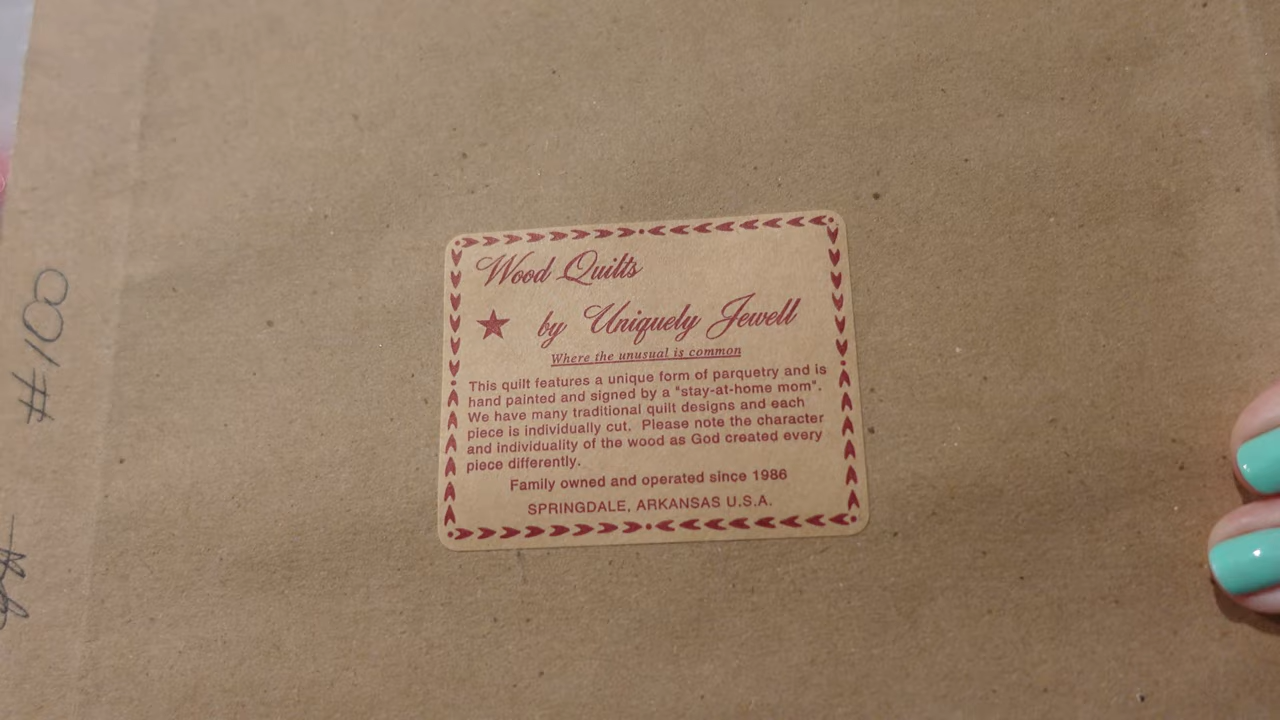 Wood Quilts
by Uniquely Jewell
Where the unusual is common
This quilt features a unique form of parquetry and is
hand painted and signed by a "stay-at-home mom".
We have many traditional quilt designs and each
piece is individually cut. Please note the character
and individuality of the wood as God created every
piece differently.
Family owned and operated since 1986
SPRINGDALE, ARKANSAS U.S.A.
#100